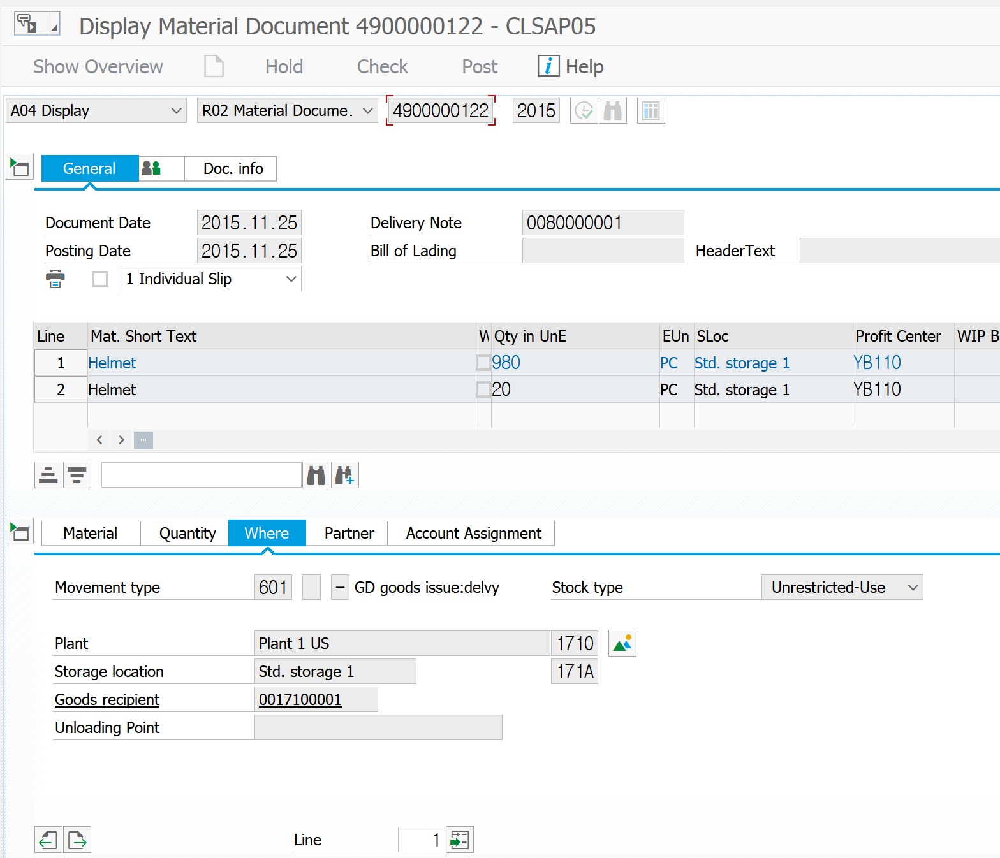 Display Material Document 4900000122 - CLSAP05
Show Overview Hold Check Post i Help
A04 Display R02 Material Docume... 4900000122 2015
General Doc. info
Document Date 2015.11.25 Delivery Note 0080000001
Posting Date 2015.11.25 Bill of Lading HeaderText
1 Individual Slip
Line Mat. Short Text W Qty in UnE EUn SLoc Profit Center WIP B
1 Helmet 980 PC Std. storage 1 YB110
2 Helmet 20 PC Std. storage 1 YB110
Material Quantity Where Partner Account Assignment
Movement type 601 – GD goods issue:delvy Stock type Unrestricted-Use
Plant Plant 1 US 1710
Storage location Std. storage 1 171A
Goods recipient 0017100001
Unloading Point
Line 1